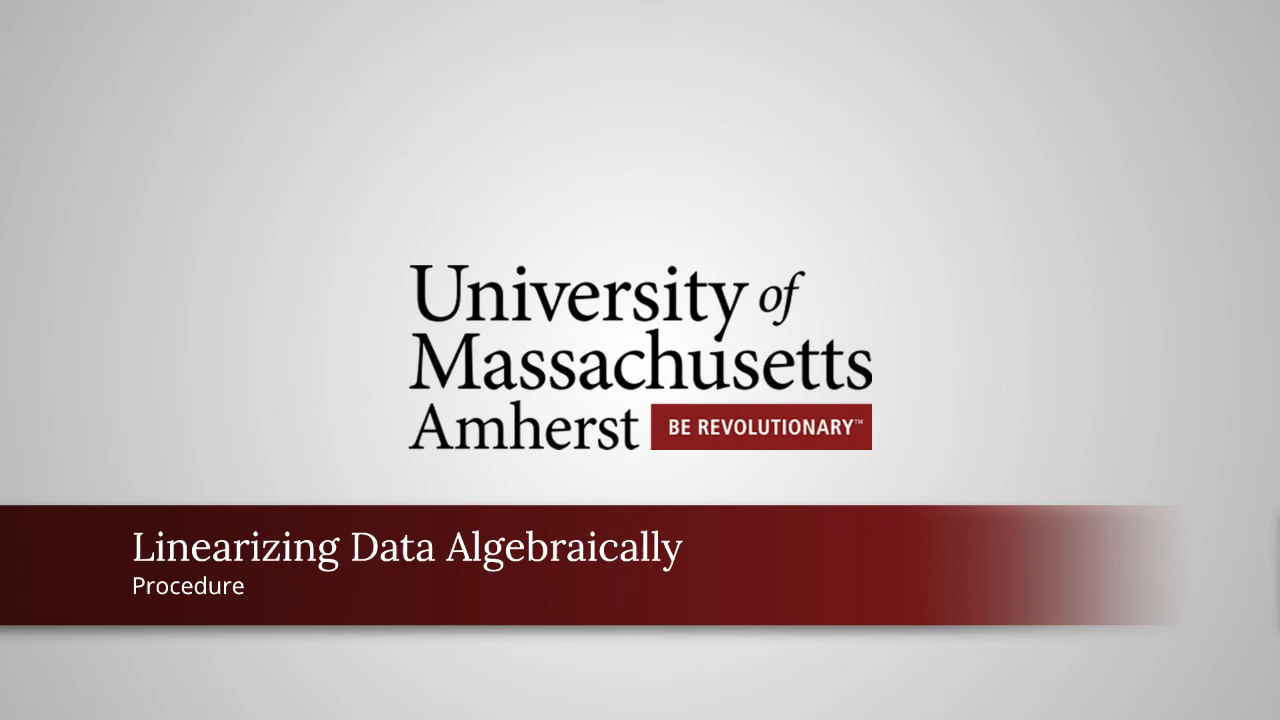 University of
Massachusetts
Amherst BE REVOLUTIONARY™
Linearizing Data Algebraically
Procedure